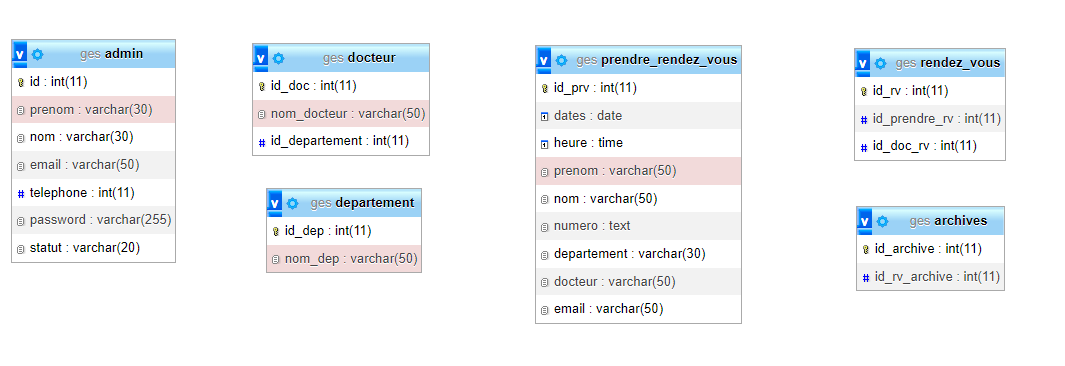 v ges admin
id : int(11)
prenom : varchar(30)
nom : varchar(30)
email : varchar(50)
# telephone : int(11)
password : varchar(255)
statut : varchar(20)
v ges docteur
id_doc : int(11)
nom_docteur : varchar(50)
# id_departement : int(11)
v ges departement
id_dep : int(11)
nom_dep : varchar(50)
v ges prendre_rendez_vous
id_prv : int(11)
dates : date
heure : time
prenom : varchar(50)
nom : varchar(50)
numero : text
departement : varchar(30)
docteur : varchar(50)
email : varchar(50)
v ges rendez_vous
id_rv : int(11)
# id_prendre_rv : int(11)
# id_doc_rv : int(11)
v ges archives
id_archive : int(11)
# id_rv_archive : int(11)